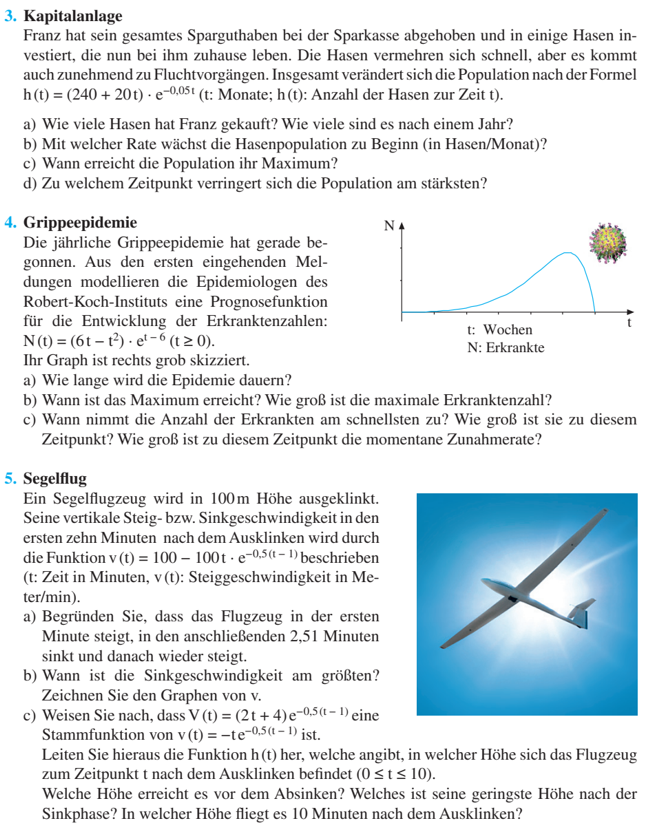 3. Kapitalanlage
Franz hat sein gesamtes Sparguthaben bei der Sparkasse abgehoben und in einige Hasen in-
vestiert, die nun bei ihm zuhause leben. Die Hasen vermehren sich schnell, aber es kommt
auch zunehmend zu Fluchtvorgängen. Insgesamt verändert sich die Population nach der Formel
h(t) = (240 + 20t) · e^{–0,05t} (t: Monate; h(t): Anzahl der Hasen zur Zeit t).
a) Wie viele Hasen hat Franz gekauft? Wie viele sind es nach einem Jahr?
b) Mit welcher Rate wächst die Hasenpopulation zu Beginn (in Hasen/Monat)?
c) Wann erreicht die Population ihr Maximum?
d) Zu welchem Zeitpunkt verringert sich die Population am stärksten?
4. Grippeepidemie
Die jährliche Grippeepidemie hat gerade be-
gonnen. Aus den ersten eingehenden Mel-
dungen modellieren die Epidemiologen des
Robert-Koch-Instituts eine Prognosefunktion
für die Entwicklung der Erkranktenzahlen:
N(t) = (6t – t²) · e^{t – 6} (t ≥ 0).
Ihr Graph ist rechts grob skizziert.
N
t
t: Wochen
N: Erkrankte
a) Wie lange wird die Epidemie dauern?
b) Wann ist das Maximum erreicht? Wie groß ist die maximale Erkranktenzahl?
c) Wann nimmt die Anzahl der Erkrankten am schnellsten zu? Wie groß ist sie zu diesem
Zeitpunkt? Wie groß ist zu diesem Zeitpunkt die momentane Zunahmerate?
5. Segelflug
Ein Segelflugzeug wird in 100 m Höhe ausgeklinkt.
Seine vertikale Steig- bzw. Sinkgeschwindigkeit in den
ersten zehn Minuten nach dem Ausklinken wird durch
die Funktion v(t) = 100 – 100t · e^{–0,5(t – 1)} beschrieben
(t: Zeit in Minuten, v(t): Steiggeschwindigkeit in Me-
ter/min).
a) Begründen Sie, dass das Flugzeug in der ersten
Minute steigt, in den anschließenden 2,51 Minuten
sinkt und danach wieder steigt.
b) Wann ist die Sinkgeschwindigkeit am größten?
Zeichnen Sie den Graphen von v.
c) Weisen Sie nach, dass V(t) = (2t + 4)e^{–0,5(t – 1)} eine
Stammfunktion von v(t) = –te^{–0,5(t – 1)} ist.
Leiten Sie hieraus die Funktion h(t) her, welche angibt, in welcher Höhe sich das Flugzeug
zum Zeitpunkt t nach dem Ausklinken befindet (0 ≤ t ≤ 10).
Welche Höhe erreicht es vor dem Absinken? Welches ist seine geringste Höhe nach der
Sinkphase? In welcher Höhe fliegt es 10 Minuten nach dem Ausklinken?